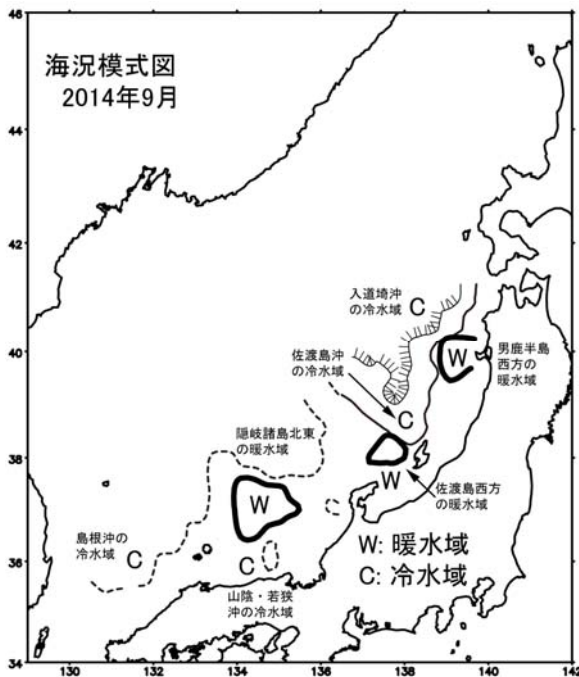 海況模式図
2014年9月
46
44
42
40
38
36
34
130
132
134
136
138
140
142
入道埼沖
の冷水域
C
佐渡島沖
の冷水域
W
男鹿半島
西方の
暖水域
C
隠岐諸島北東
の暖水域
W
W
佐渡島西方
の暖水域
島根沖の
冷水域
C
C
山陰・若狭
沖の冷水域
W: 暖水域
C: 冷水域